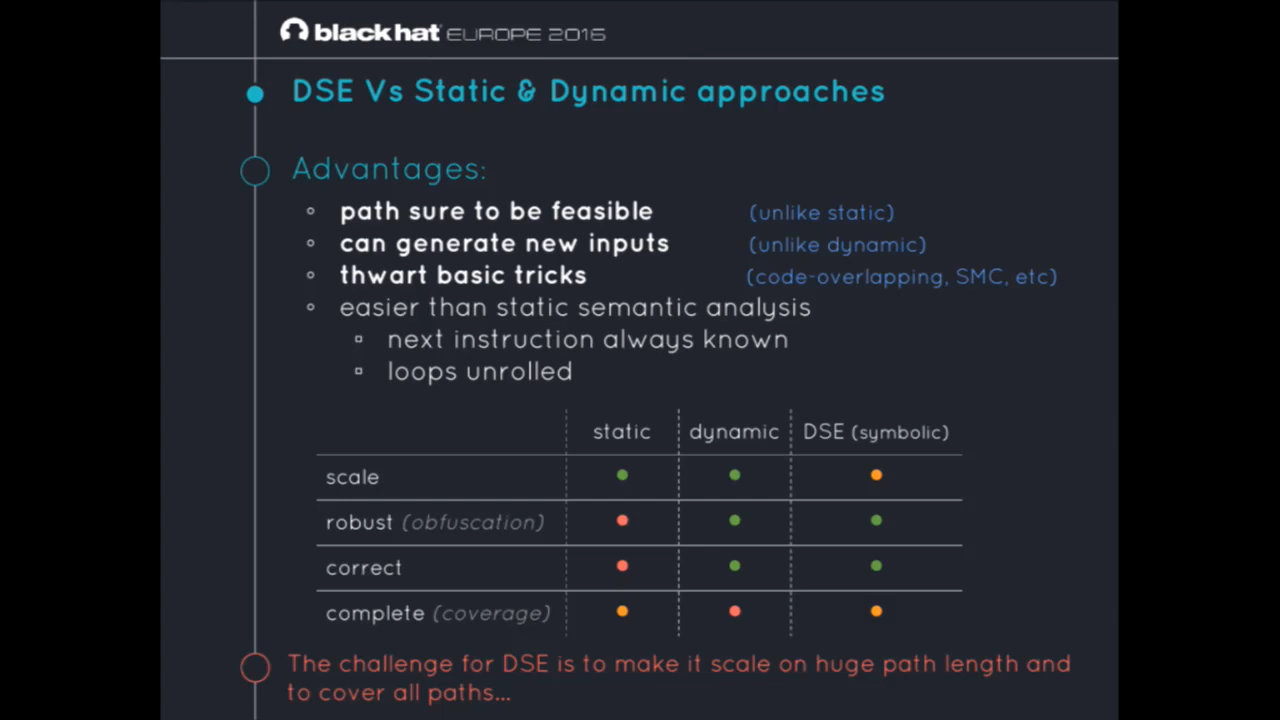 black hat EUROPE 2016
DSE Vs Static & Dynamic approaches
Advantages:
path sure to be feasible (unlike static)
can generate new inputs (unlike dynamic)
thwart basic tricks (code-overlapping, SMC, etc)
easier than static semantic analysis
next instruction always known
loops unrolled
static dynamic DSE (symbolic)
scale
robust (obfuscation)
correct
complete (coverage)
The challenge for DSE is to make it scale on huge path length and
to cover all paths...